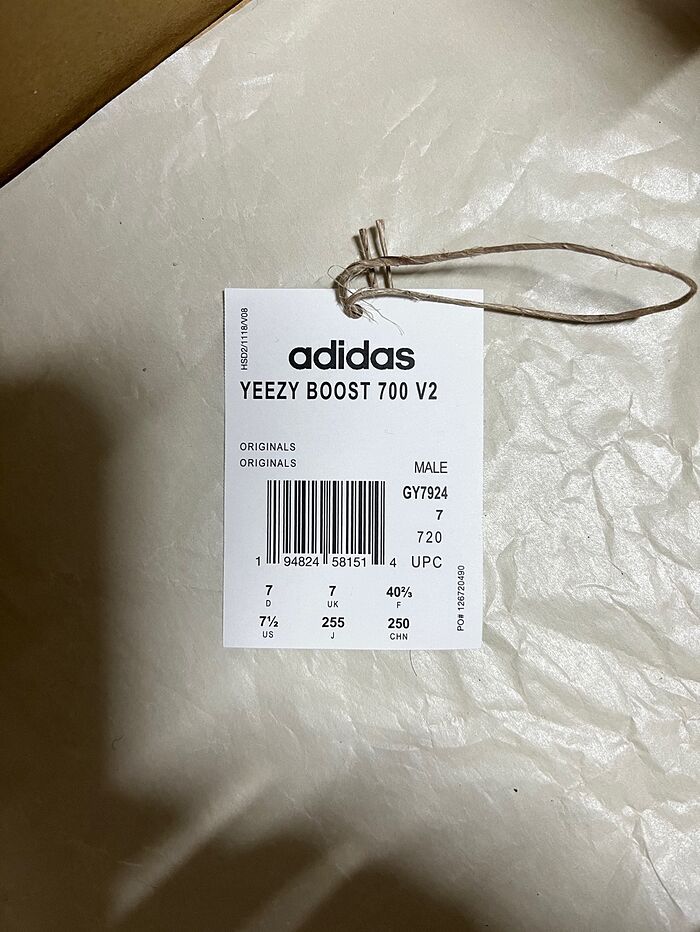 HSD2/1118/V08
adidas
YEEZY BOOST 700 V2
ORIGINALS
ORIGINALS
MALE
GY7924
7
720
1 94824 58151 4 UPC
7 7 40⅔
D UK F
7½ 255 250
US J CHN
PO# 126720490